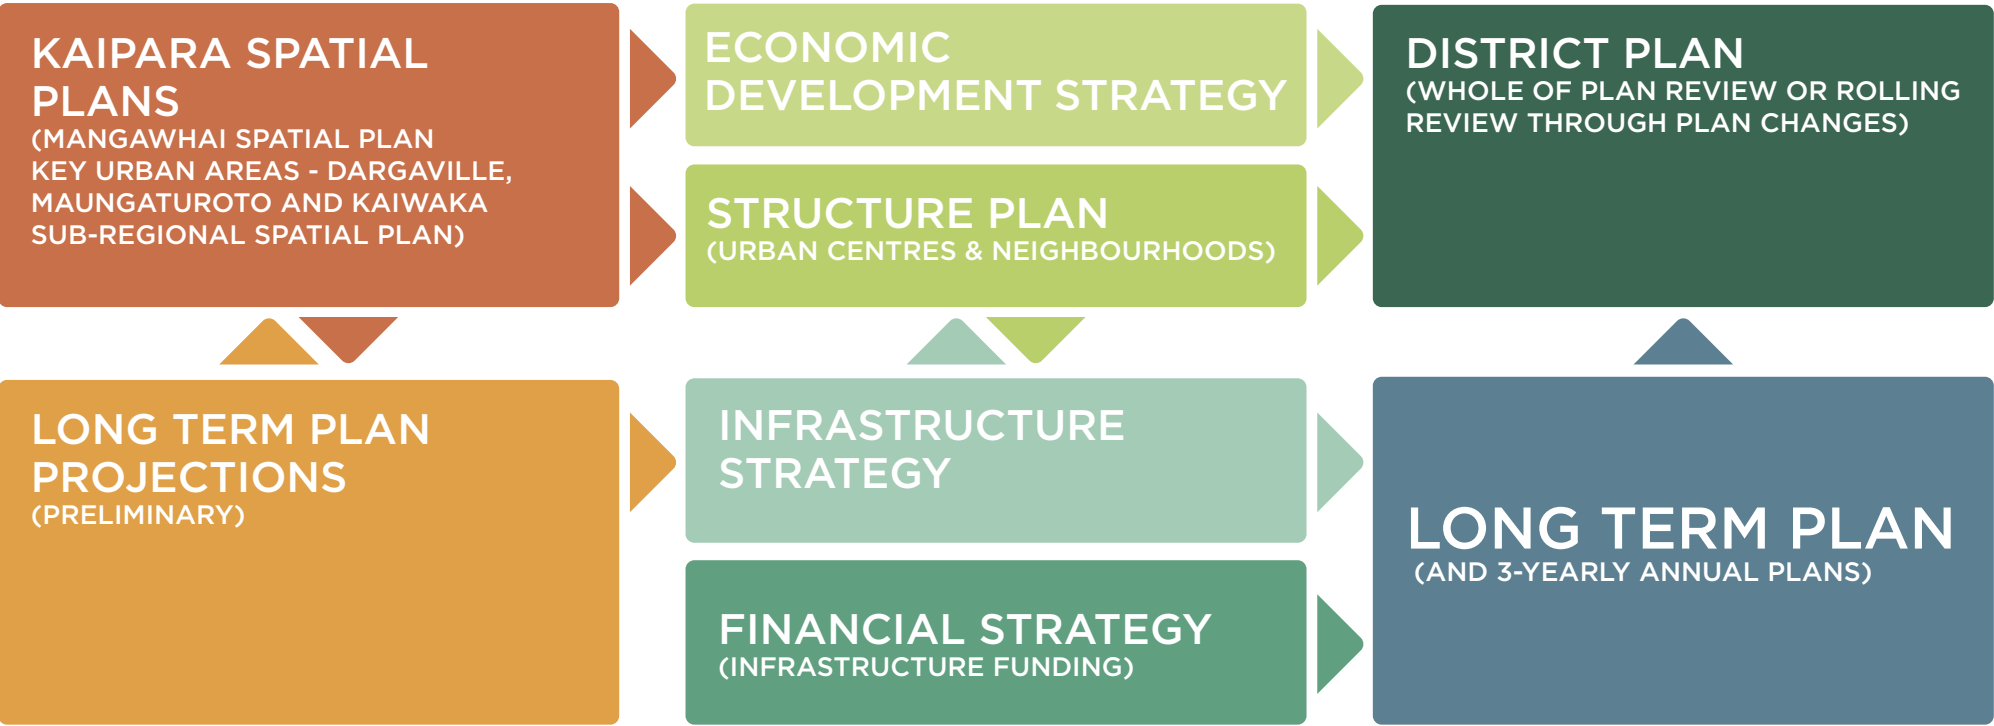 KAIPARA SPATIAL
PLANS
(MANGAWHAI SPATIAL PLAN
KEY URBAN AREAS - DARGAVILLE,
MAUNGATUROTO AND KAIWAKA
SUB-REGIONAL SPATIAL PLAN)
ECONOMIC
DEVELOPMENT STRATEGY
STRUCTURE PLAN
(URBAN CENTRES & NEIGHBOURHOODS)
DISTRICT PLAN
(WHOLE OF PLAN REVIEW OR ROLLING
REVIEW THROUGH PLAN CHANGES)
LONG TERM PLAN
PROJECTIONS
(PRELIMINARY)
INFRASTRUCTURE
STRATEGY
FINANCIAL STRATEGY
(INFRASTRUCTURE FUNDING)
LONG TERM PLAN
(AND 3-YEARLY ANNUAL PLANS)